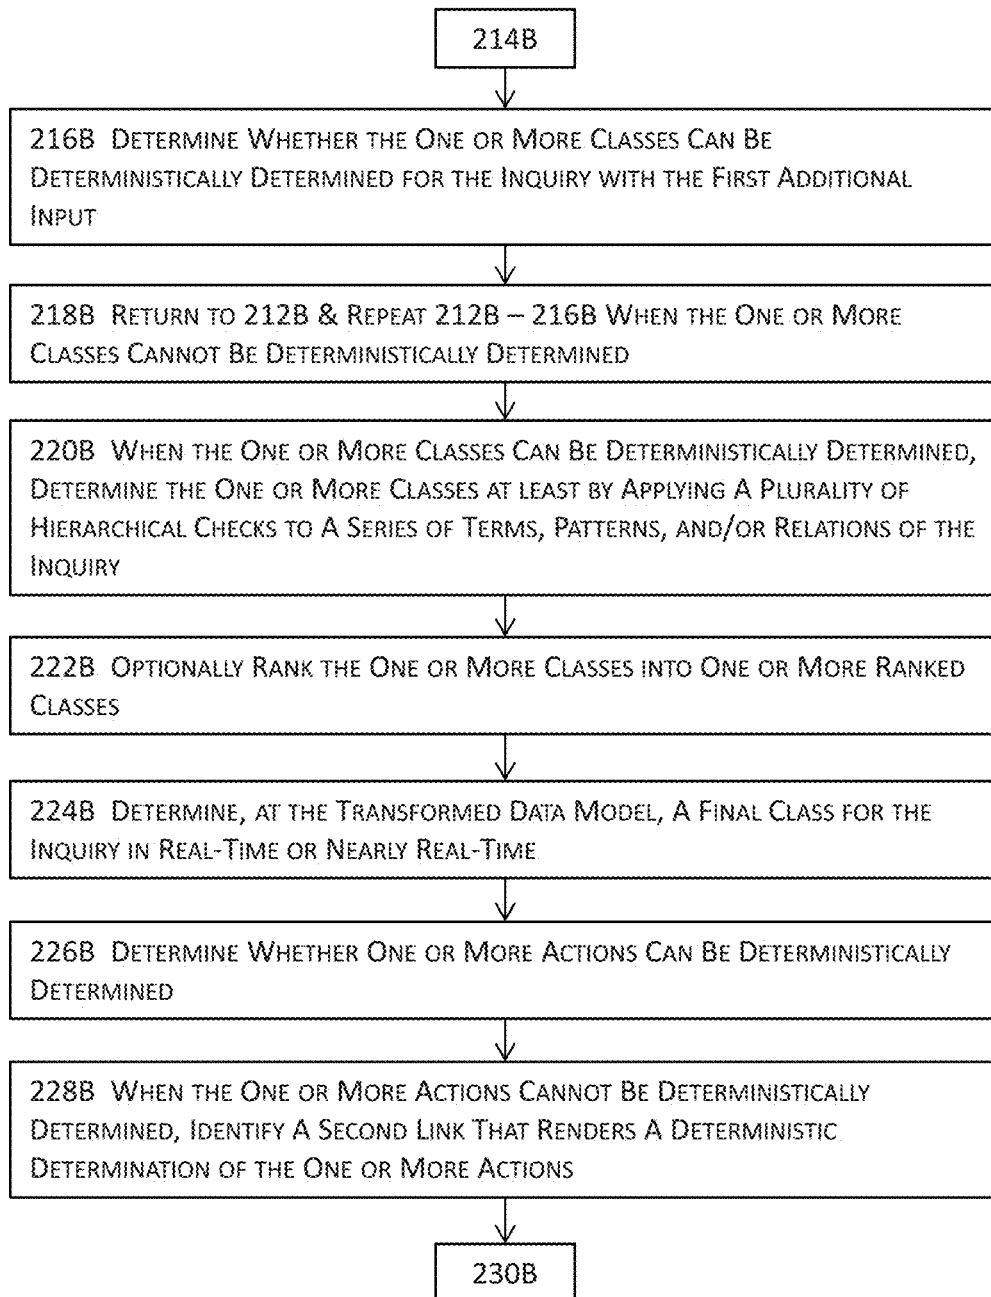 214B
216B DETERMINE WHETHER THE ONE OR MORE CLASSES CAN BE
DETERMINISTICALLY DETERMINED FOR THE INQUIRY WITH THE FIRST ADDITIONAL
INPUT
218B RETURN TO 212B & REPEAT 212B – 216B WHEN THE ONE OR MORE
CLASSES CANNOT BE DETERMINISTICALLY DETERMINED
220B WHEN THE ONE OR MORE CLASSES CAN BE DETERMINISTICALLY DETERMINED,
DETERMINE THE ONE OR MORE CLASSES AT LEAST BY APPLYING A PLURALITY OF
HIERARCHICAL CHECKS TO A SERIES OF TERMS, PATTERNS, AND/OR RELATIONS OF THE
INQUIRY
222B OPTIONALLY RANK THE ONE OR MORE CLASSES INTO ONE OR MORE RANKED
CLASSES
224B DETERMINE, AT THE TRANSFORMED DATA MODEL, A FINAL CLASS FOR THE
INQUIRY IN REAL-TIME OR NEARLY REAL-TIME
226B DETERMINE WHETHER ONE OR MORE ACTIONS CAN BE DETERMINISTICALLY
DETERMINED
228B WHEN THE ONE OR MORE ACTIONS CANNOT BE DETERMINISTICALLY
DETERMINED, IDENTIFY A SECOND LINK THAT RENDERS A DETERMINISTIC
DETERMINATION OF THE ONE OR MORE ACTIONS
230B